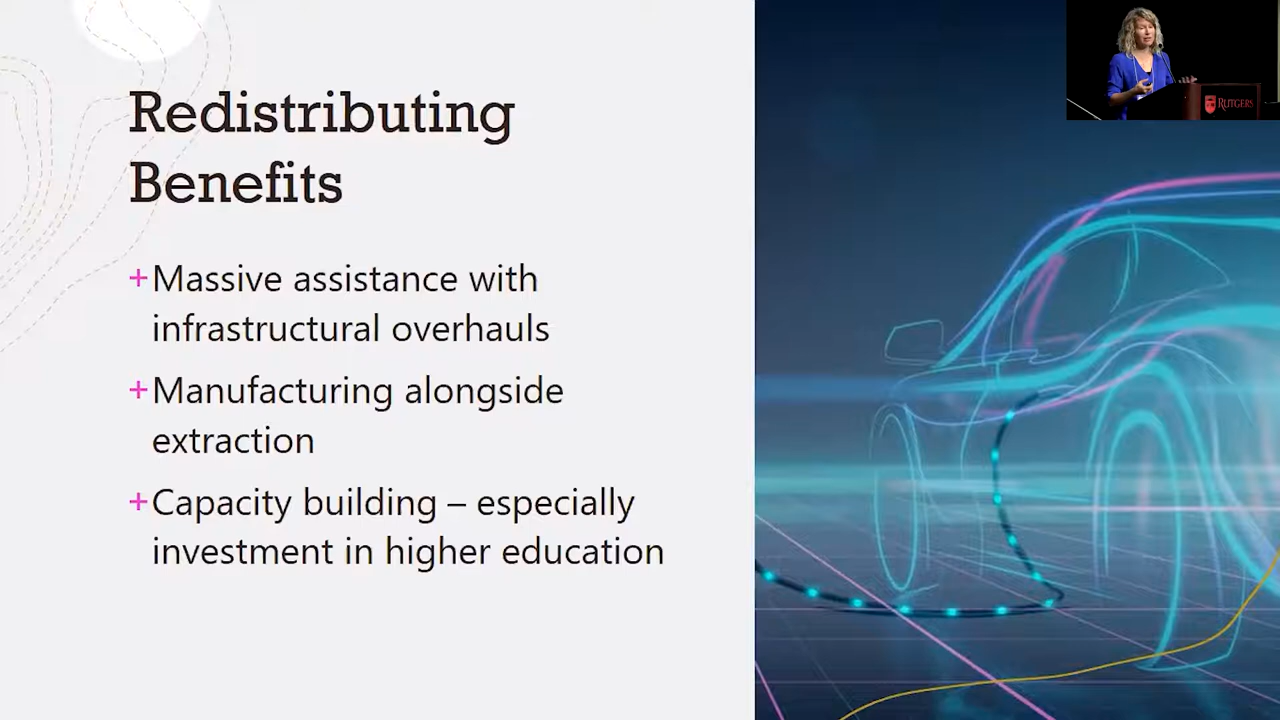 Redistributing
Benefits
+Massive assistance with
infrastructural overhauls
+Manufacturing alongside
extraction
+Capacity building – especially
investment in higher education
RUTGERS